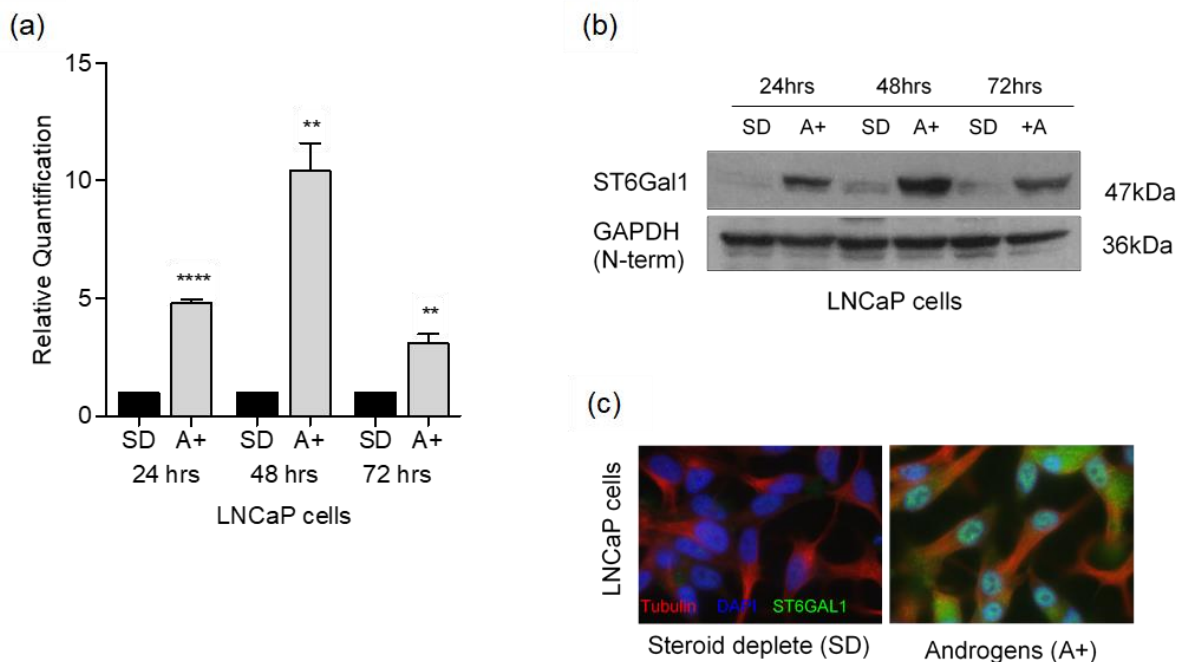 (a)
15
10
5
0
Relative Quantification
****
**
**
SD A+ SD A+ SD A+
24 hrs 48 hrs 72 hrs
LNCaP cells
(b)
24hrs 48hrs 72hrs
SD A+ SD A+ SD +A
ST6Gal1 47kDa
GAPDH 36kDa
(N-term)
LNCaP cells
(c)
LNCaP cells
Tubulin DAPI ST6GAL1
Steroid deplete (SD) Androgens (A+)